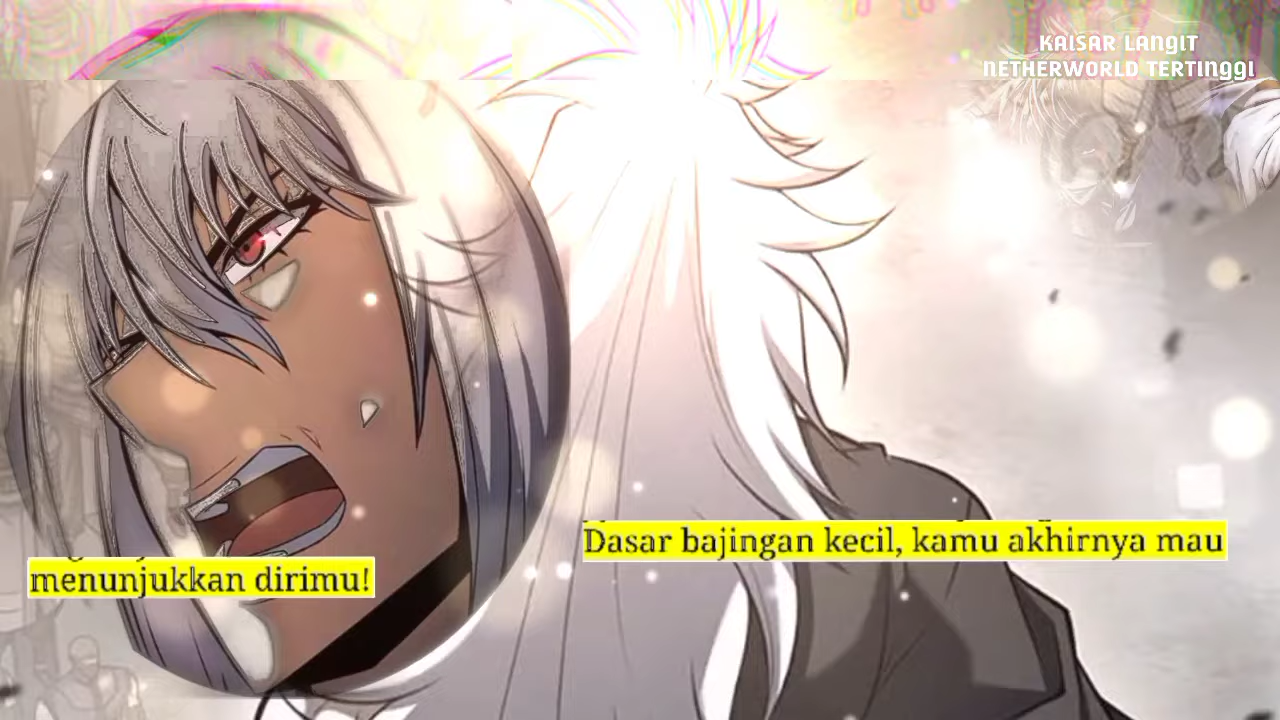 KAISAR LANGIT
NETHERWORLD TERTINGGI
Dasar bajingan kecil, kamu akhirnya mau
menunjukkan dirimu!